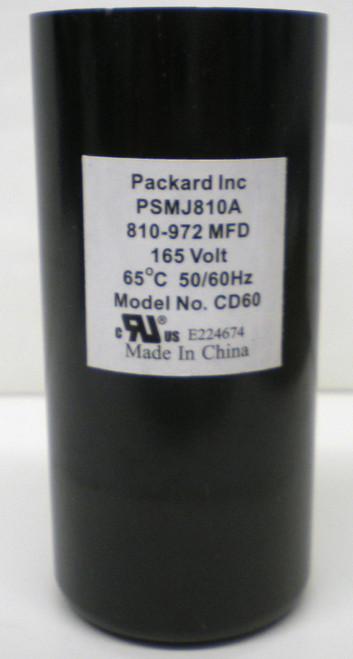 Packard Inc
PSMJ810A
810-972 MFD
165 Volt
65°C 50/60Hz
Model No. CD60
c RU® us E224674
Made In China